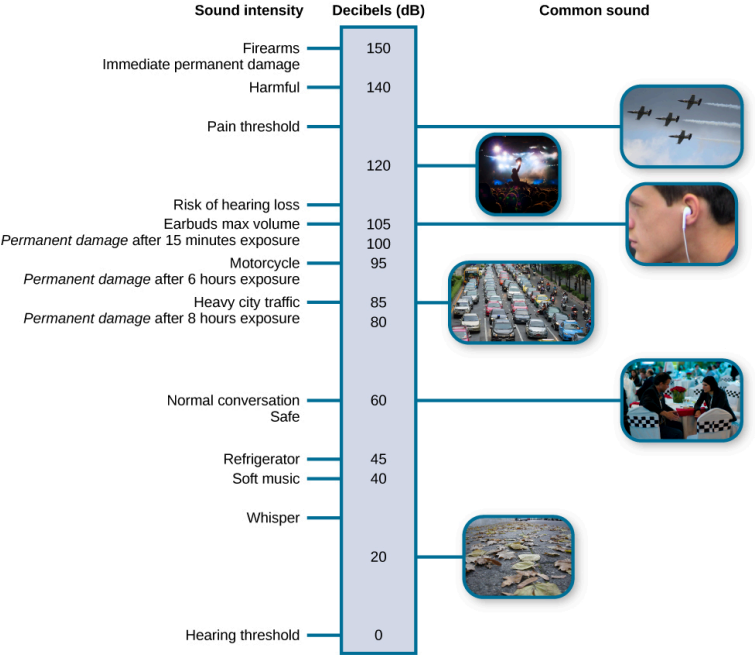 Sound intensity Decibels (dB) Common sound
Firearms 150
Immediate permanent damage
Harmful 140
Pain threshold
120
Risk of hearing loss
Earbuds max volume 105
Permanent damage after 15 minutes exposure 100
Motorcycle 95
Permanent damage after 6 hours exposure
Heavy city traffic 85
Permanent damage after 8 hours exposure 80
Normal conversation 60
Safe
Refrigerator 45
Soft music 40
Whisper
20
Hearing threshold 0